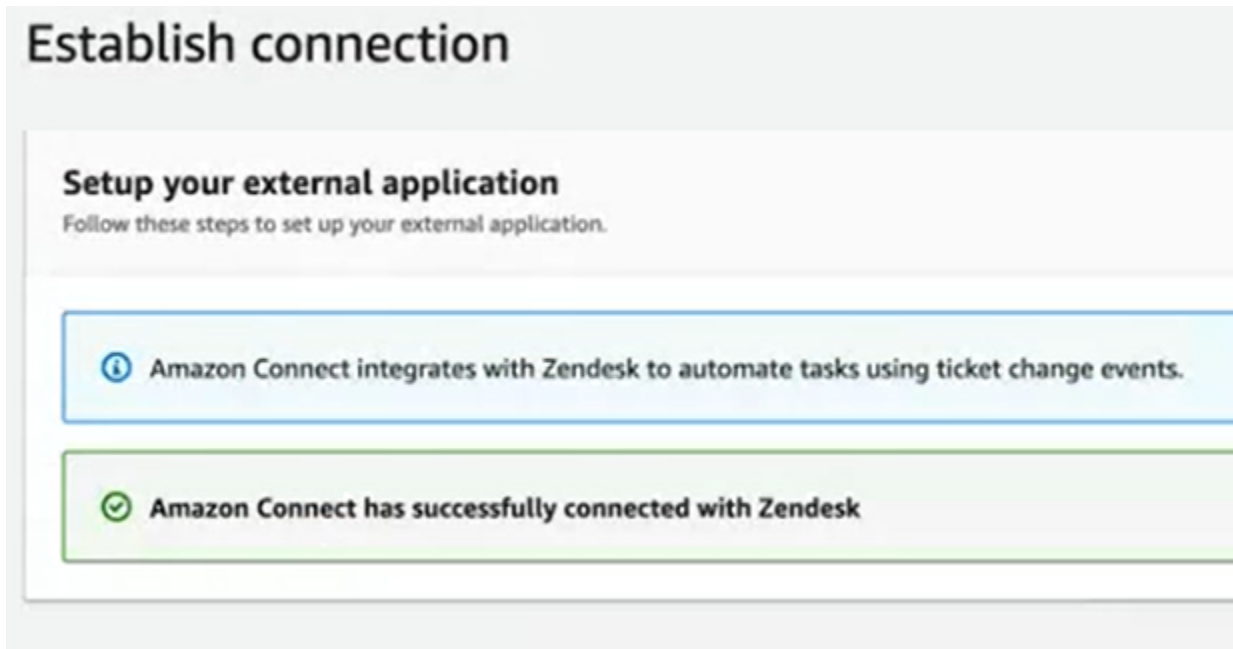 Establish connection
Setup your external application
Follow these steps to set up your external application.
Amazon Connect integrates with Zendesk to automate tasks using ticket change events.
Amazon Connect has successfully connected with Zendesk